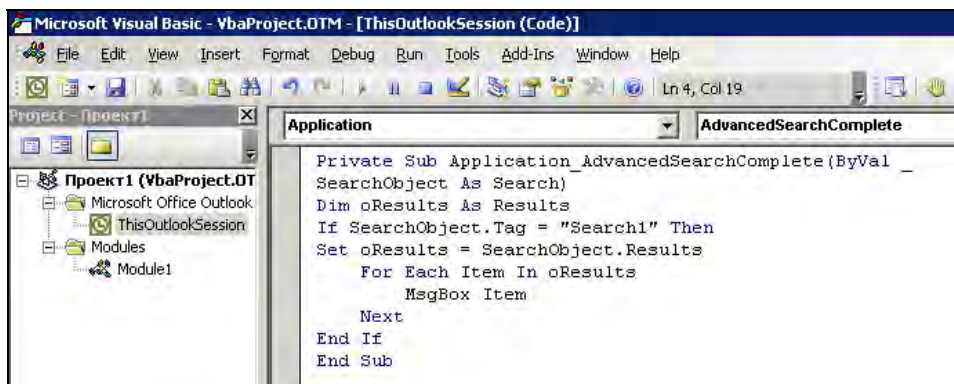 Microsoft Visual Basic - VbaProject.OTM - [ThisOutlookSession (Code)]
File Edit View Insert Format Debug Run Tools Add-Ins Window Help
Ln 4, Col 19
Project - Проект1
Application
AdvancedSearchComplete
Проект1 (VbaProject.OT
Microsoft Office Outlook
ThisOutlookSession
Modules
Module1
Private Sub Application_AdvancedSearchComplete(ByVal _
SearchObject As Search)
Dim oResults As Results
If SearchObject.Tag = "Search1" Then
Set oResults = SearchObject.Results
For Each Item In oResults
MsgBox Item
Next
End If
End Sub